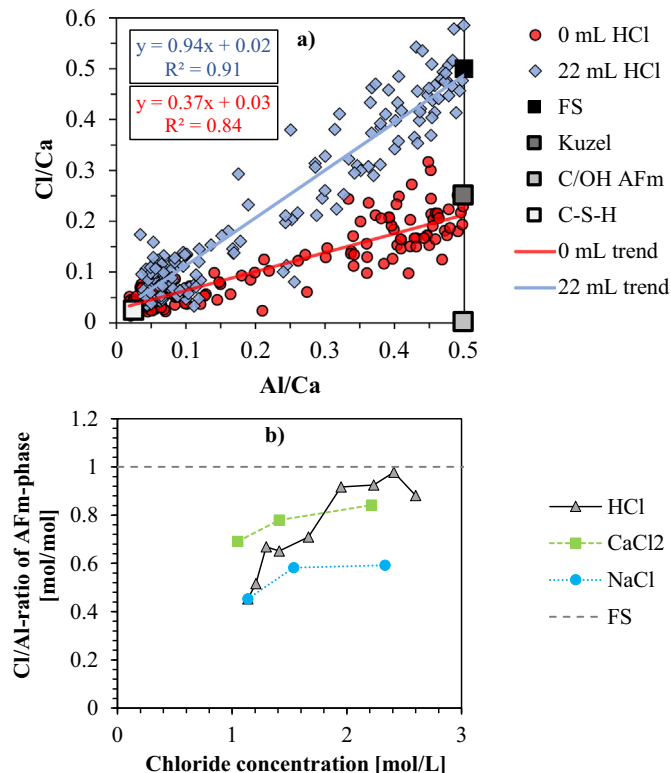 a)
y = 0.94x + 0.02
R² = 0.91
y = 0.37x + 0.03
R² = 0.84
0.6
0.5
0.4
0.3
0.2
0.1
0
Cl/Ca
0 0.1 0.2 0.3 0.4 0.5
Al/Ca
0 mL HCl
22 mL HCl
FS
Kuzel
C/OH AFm
C-S-H
0 mL trend
22 mL trend
b)
1.2
1
0.8
0.6
0.4
0.2
0
Cl/Al-ratio of AFm-phase
[mol/mol]
0 1 2 3
Chloride concentration [mol/L]
HCl
CaCl2
NaCl
FS